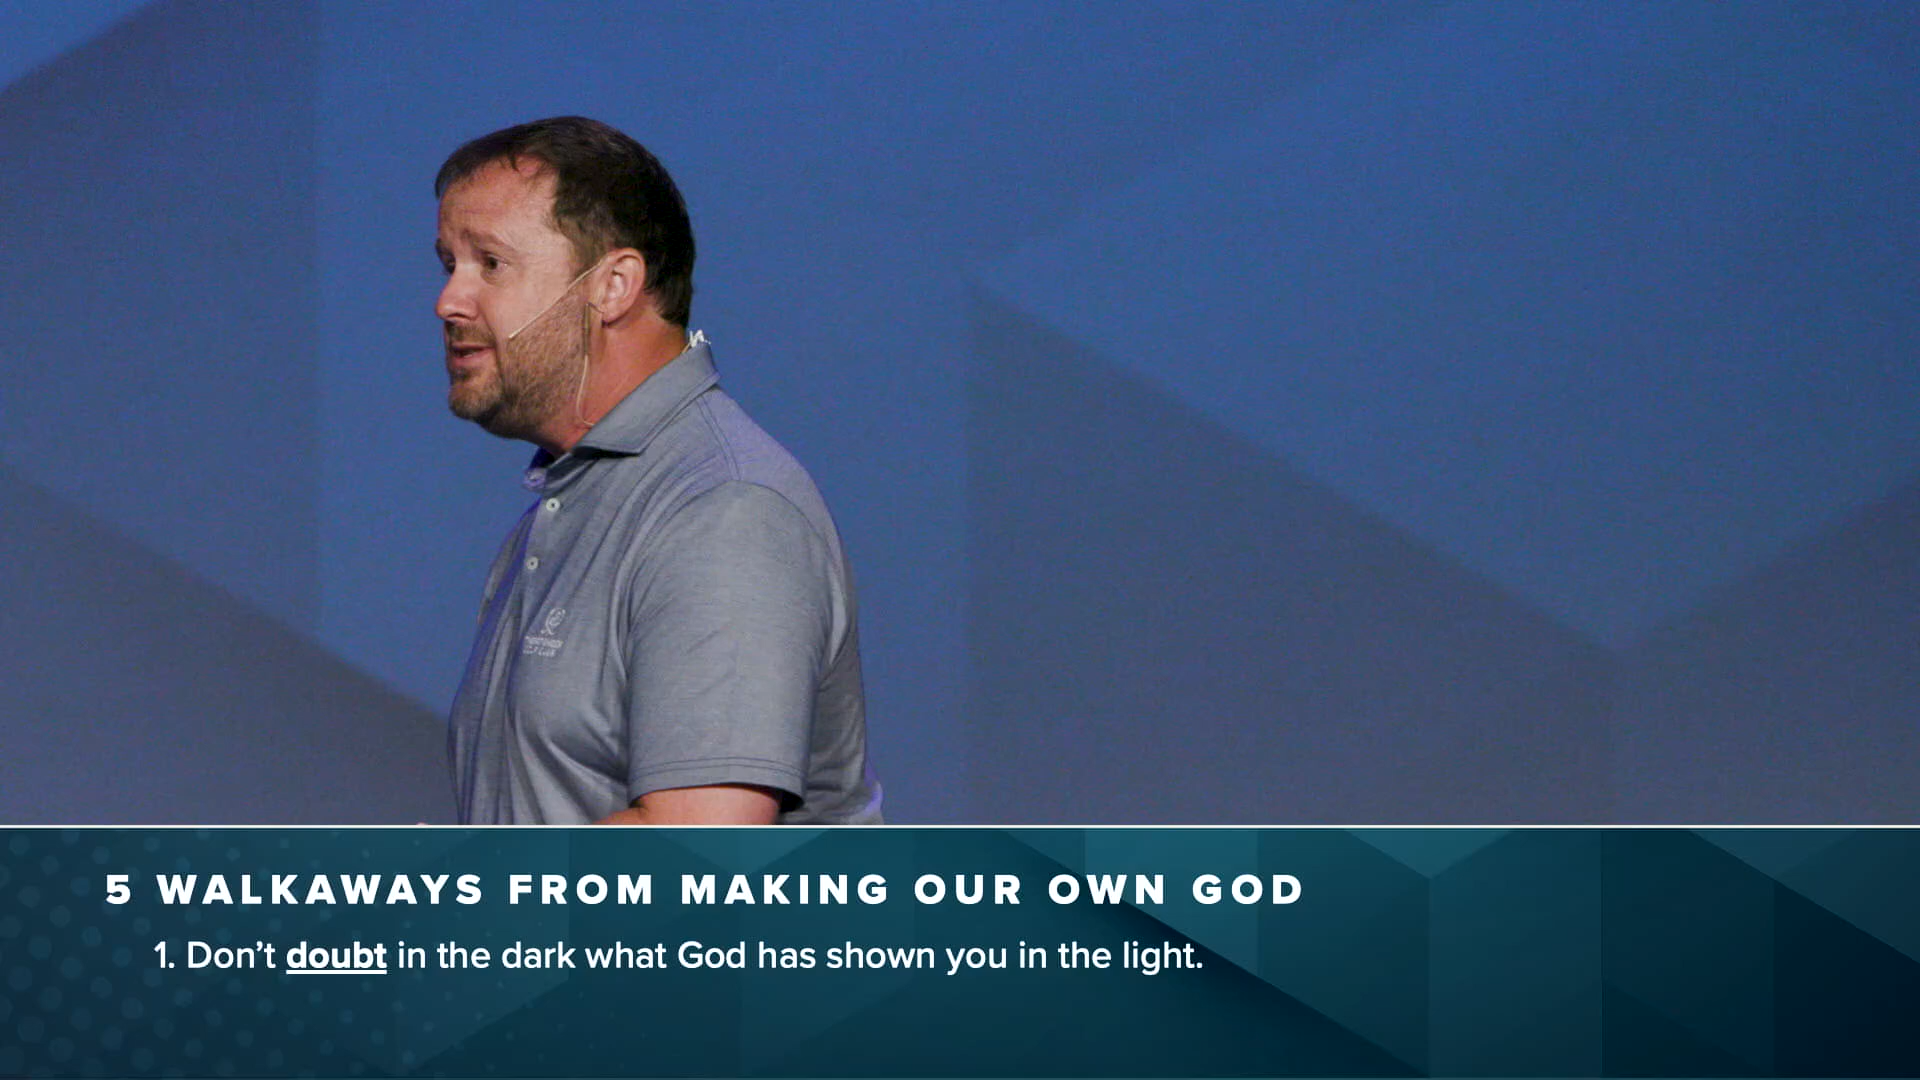 5 WALKAWAYS FROM MAKING OUR OWN GOD
1. Don't doubt in the dark what God has shown you in the light.